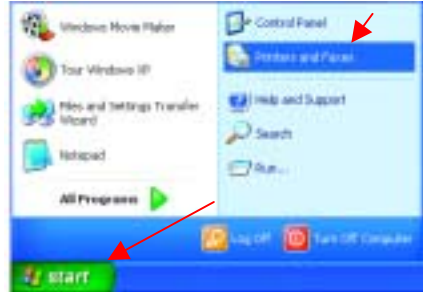 Windows Movie Maker
Tour Windows XP
Files and Settings Transfer
Wizard
Notepad
All Programs
Control Panel
Printers and Faxes
Help and Support
Search
Run...
Log Off
Turn Off Computer
start